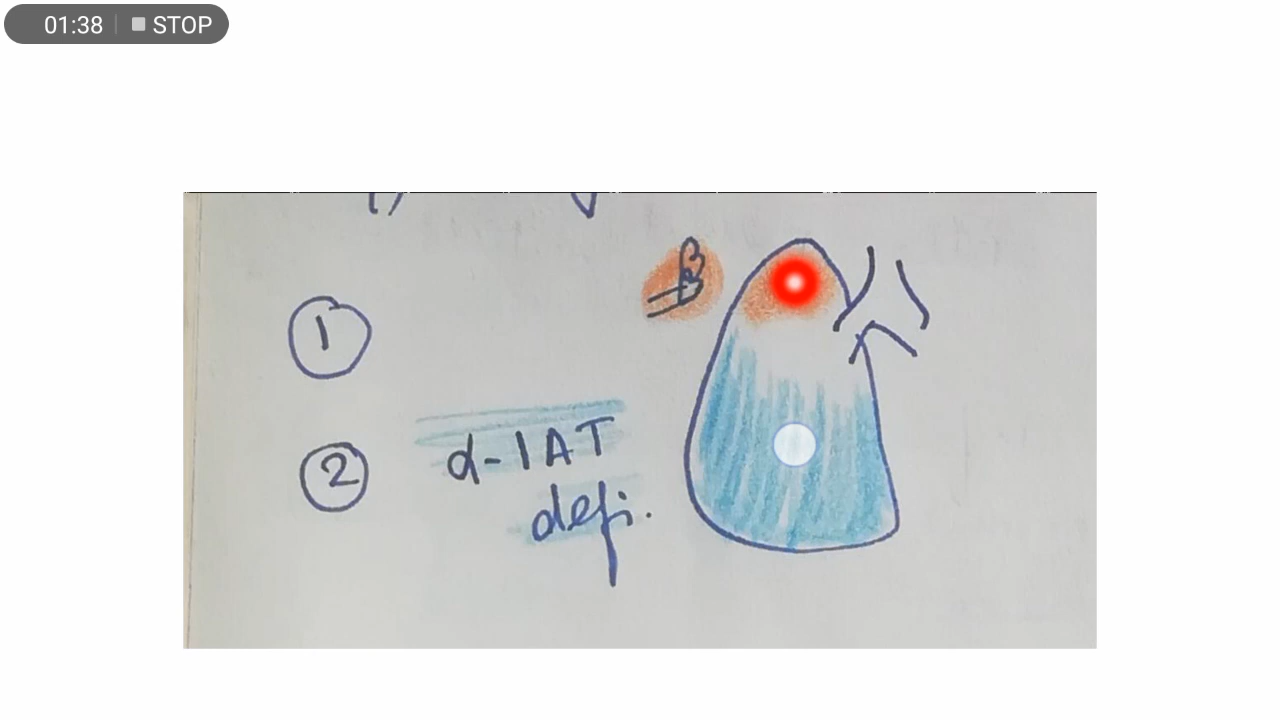 01:38 STOP
1
2
α-1AT
defi.